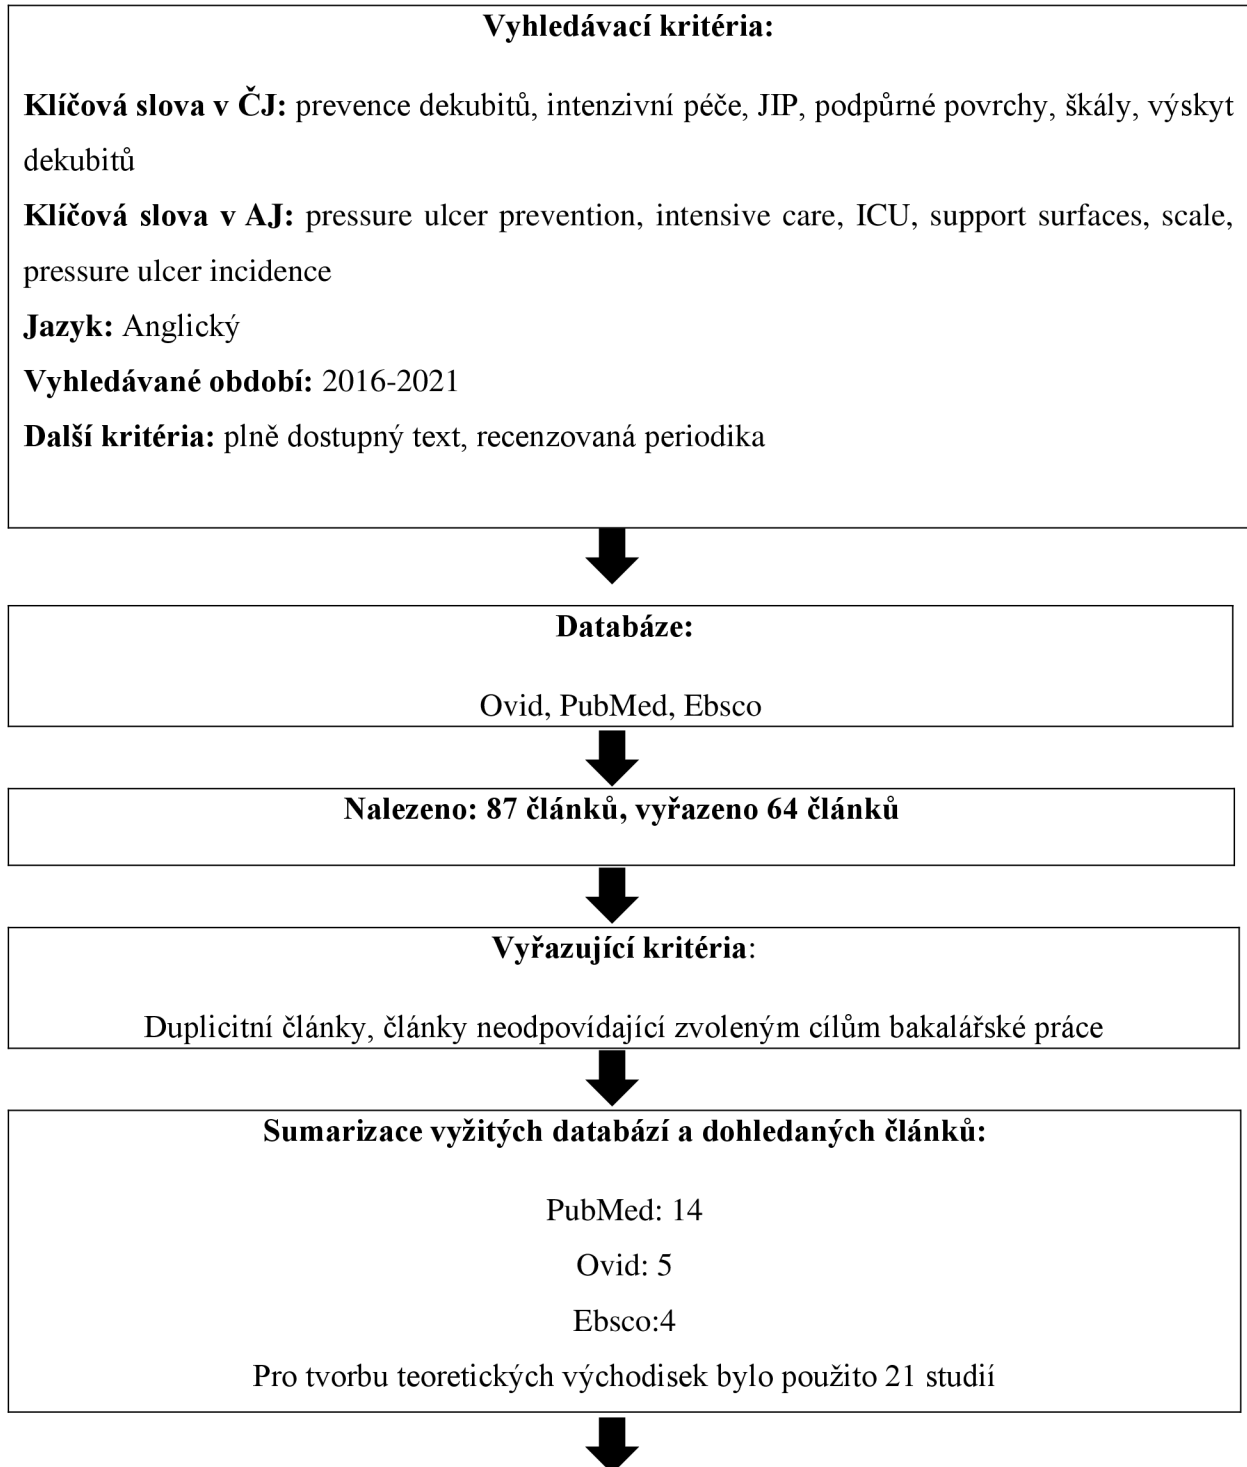 Vyhledávací kritéria:
Klíčová slova v ČJ: prevence dekubitů, intenzivní péče, JIP, podpůrné povrchy, škály, výskyt
dekubitů
Klíčová slova v AJ: pressure ulcer prevention, intensive care, ICU, support surfaces, scale,
pressure ulcer incidence
Jazyk: Anglický
Vyhledávané období: 2016-2021
Další kritéria: plně dostupný text, recenzovaná periodika
Databáze:
Ovid, PubMed, Ebsco
Nalezeno: 87 článků, vyřazeno 64 článků
Vyřazující kritéria:
Duplicitní články, články neodpovídající zvoleným cílům bakalářské práce
Sumarizace vyžitých databází a dohledaných článků:
PubMed: 14
Ovid: 5
Ebsco:4
Pro tvorbu teoretických východisek bylo použito 21 studií